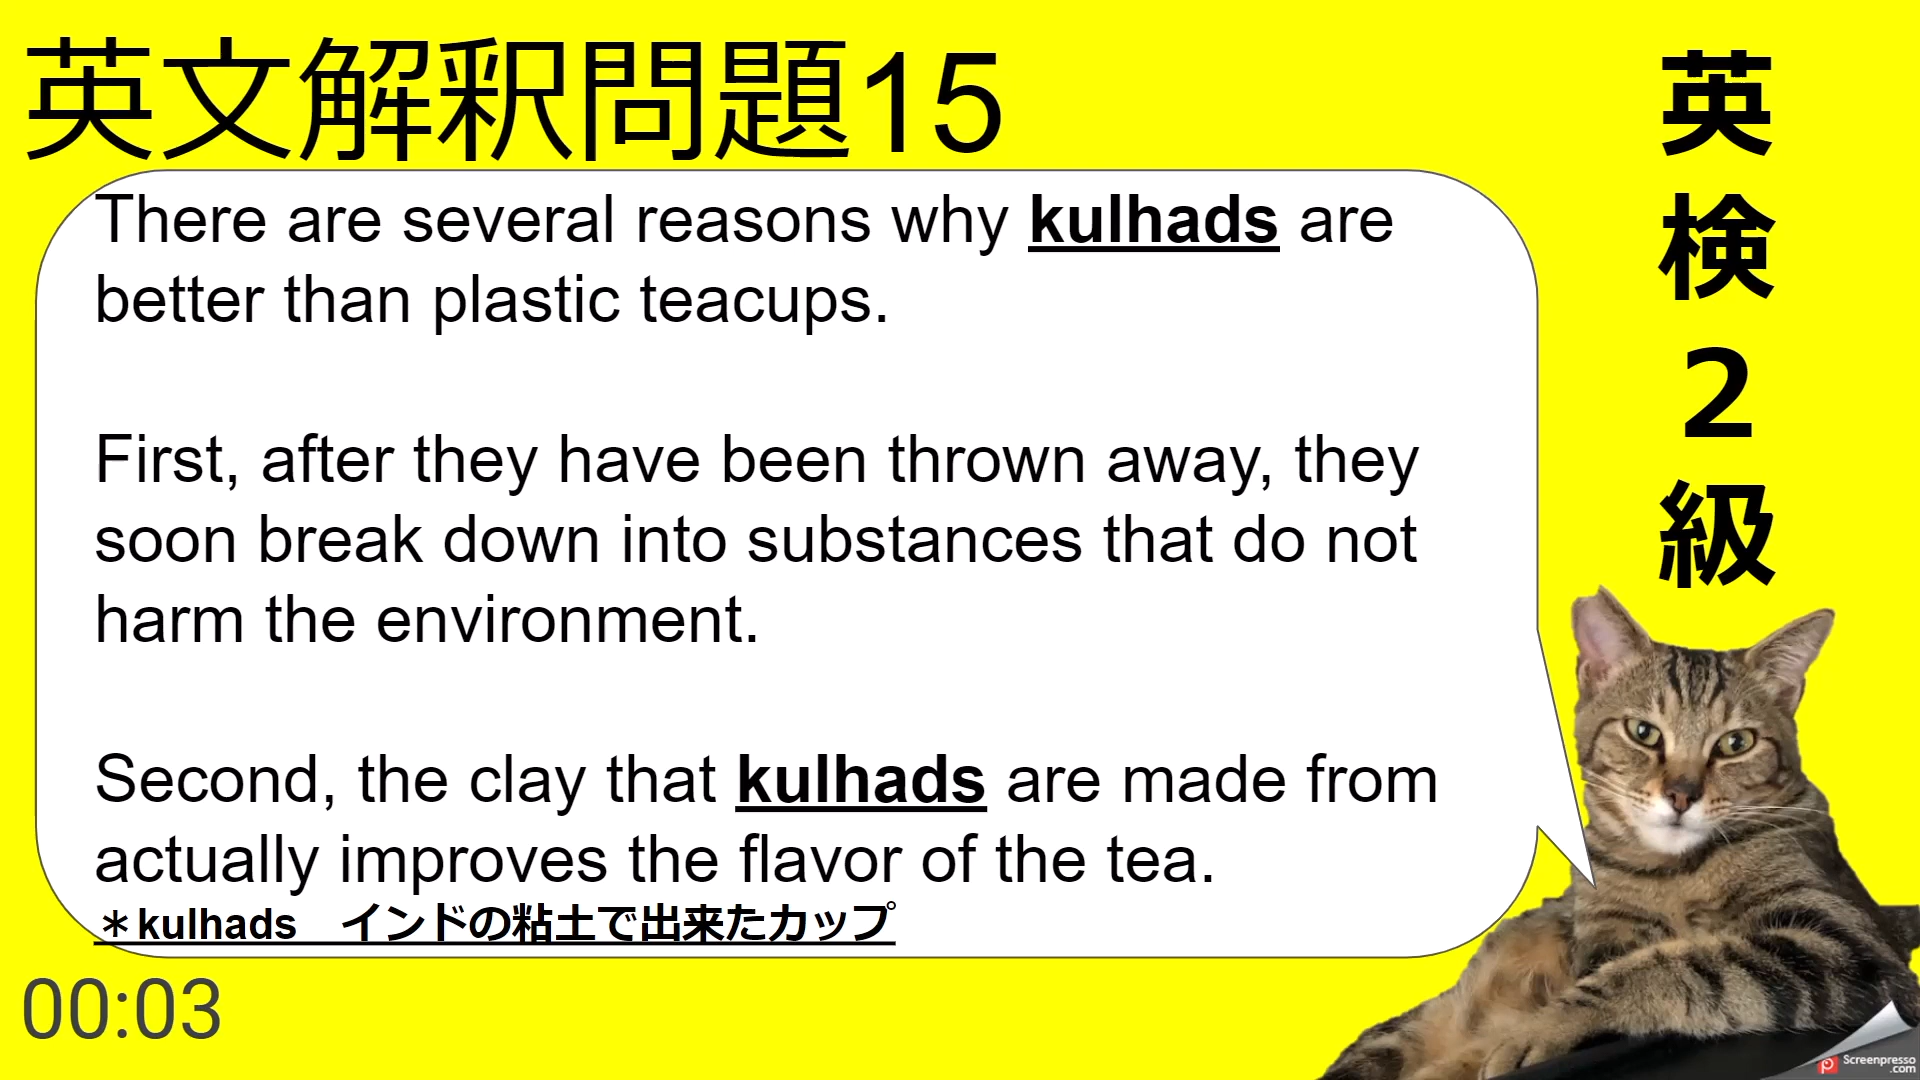 英文解釈問題15
There are several reasons why kulhads are
better than plastic teacups.
First, after they have been thrown away, they
soon break down into substances that do not
harm the environment.
Second, the clay that kulhads are made from
actually improves the flavor of the tea.
＊kulhads　インドの粘土で出来たカップ
00:03
英検２級
Screenpresso
.com